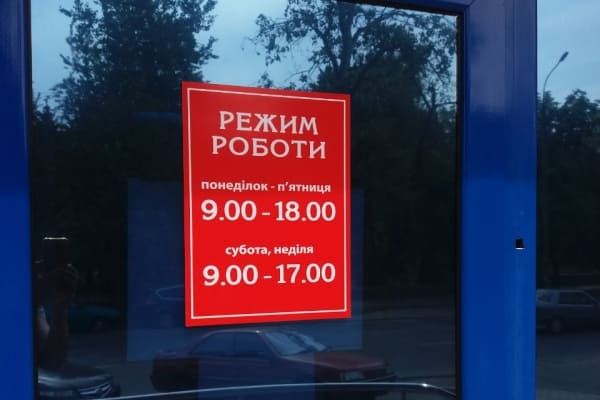 РЕЖИМ
РОБОТИ
понеділок - п'ятниця
9.00 - 18.00
субота, неділя
9.00 - 17.00